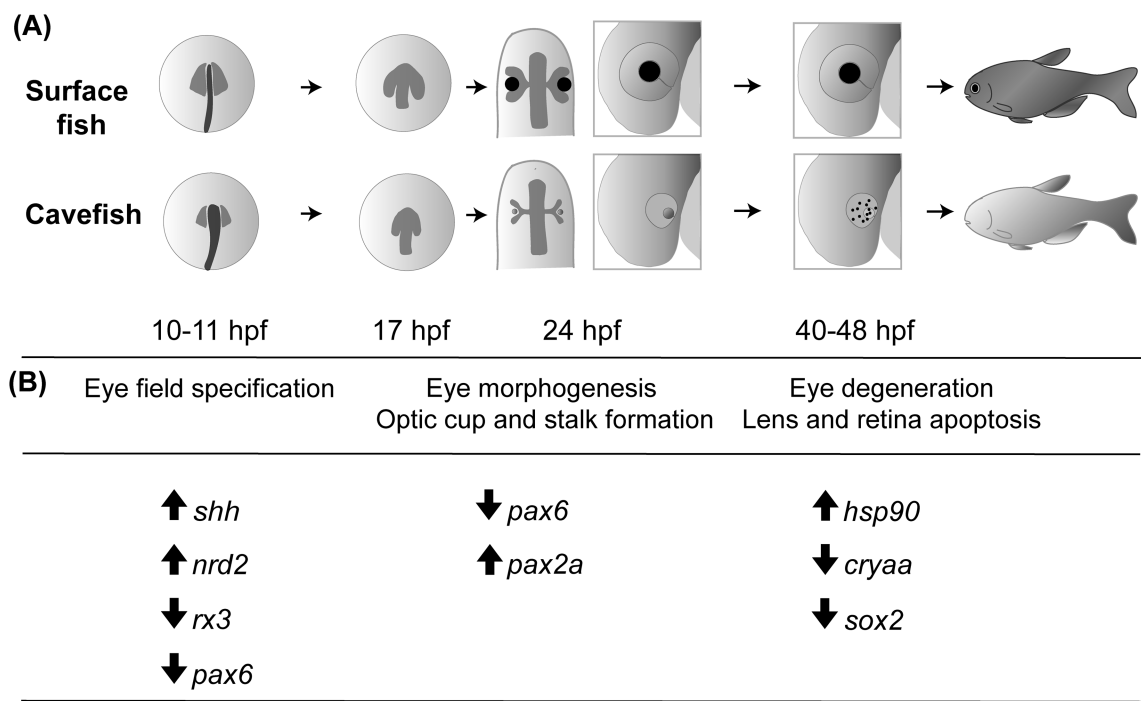 (A)
Surface
fish
Cavefish
10-11 hpf
17 hpf
24 hpf
40-48 hpf
(B)
Eye field specification
Eye morphogenesis
Optic cup and stalk formation
Eye degeneration
Lens and retina apoptosis
shh
nrd2
rx3
pax6
pax6
pax2a
hsp90
cryaa
sox2